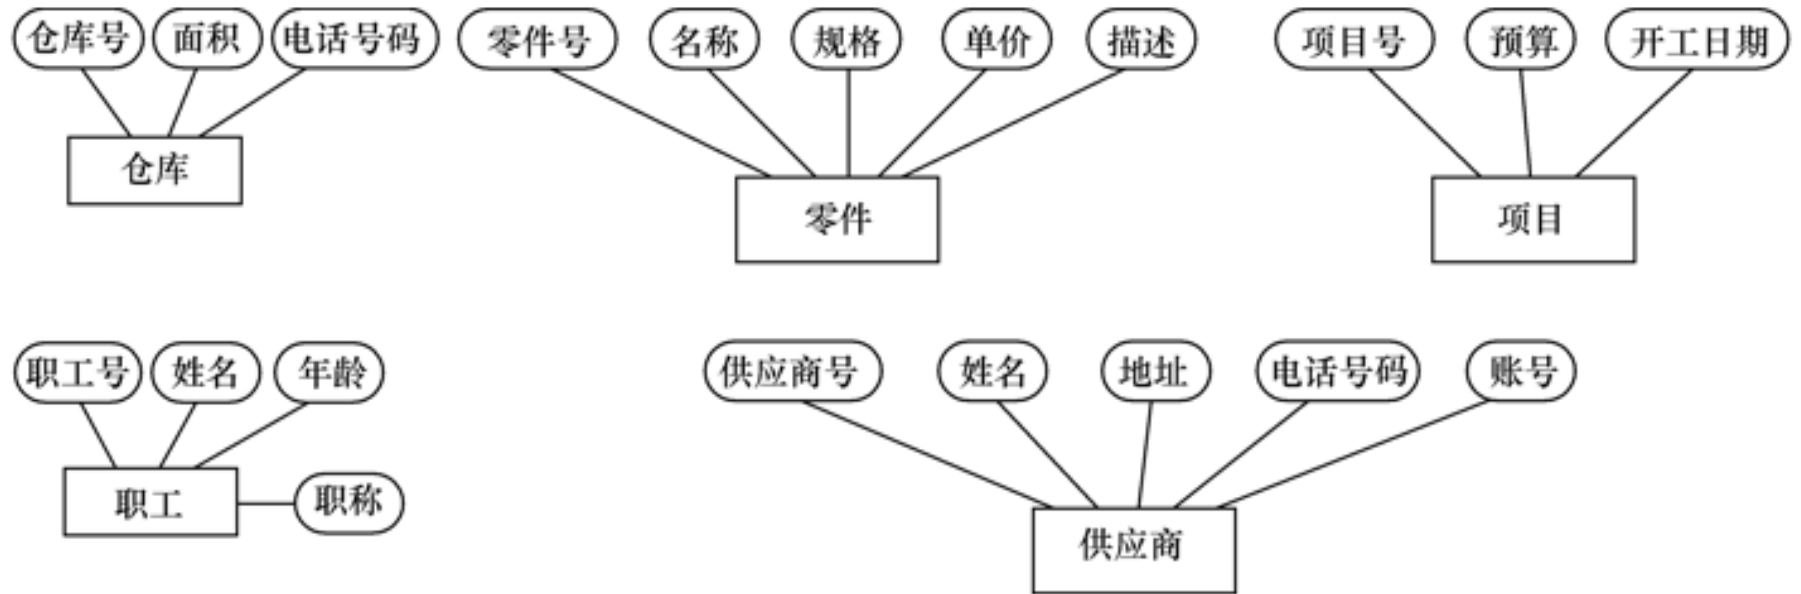 仓库号 面积 电话号码 零件号 名称 规格 单价 描述 项目号 预算 开工日期
仓库 零件 项目
职工号 姓名 年龄 供应商号 姓名 地址 电话号码 账号
职工 职称 供应商